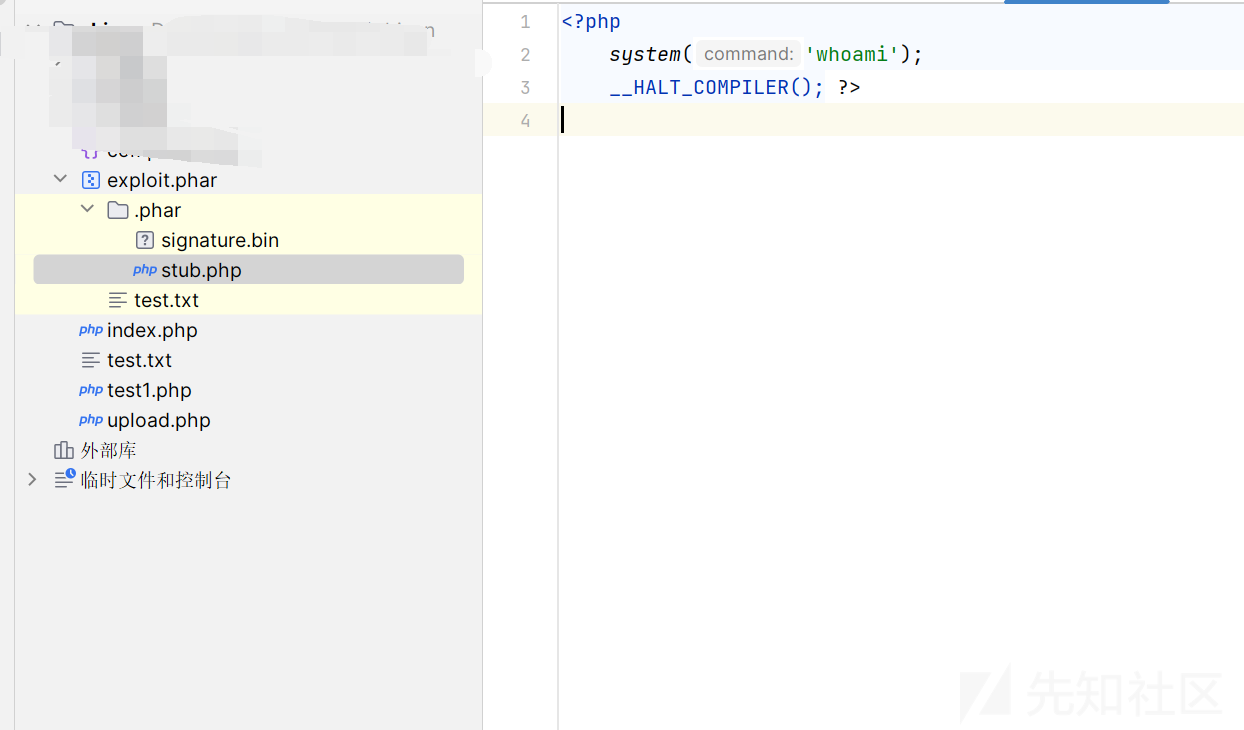 exploit.phar
.phar
signature.bin
php stub.php
test.txt
php index.php
test.txt
php test1.php
php upload.php
外部库
临时文件和控制台
1 <?php
2 system( command: 'whoami');
3 __HALT_COMPILER(); ?>
4
先知社区